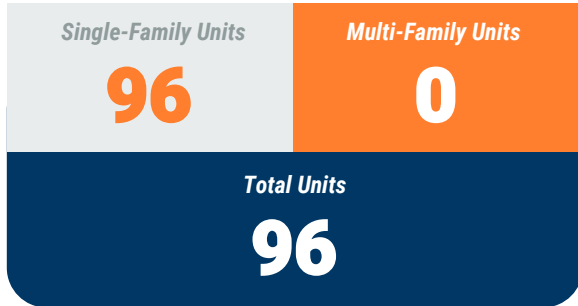 Single-Family Units
96
Multi-Family Units
0
Total Units
96